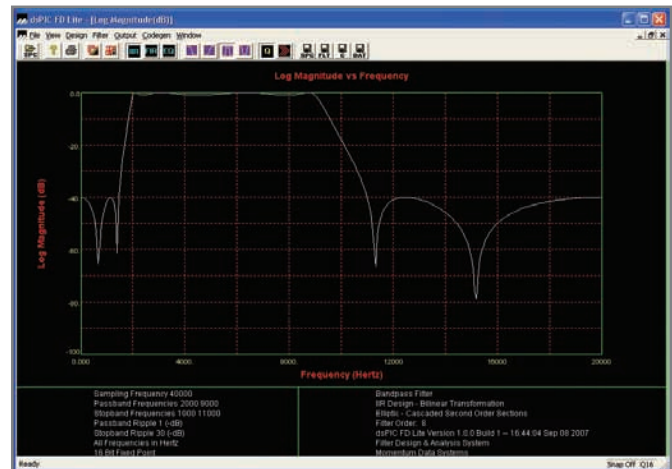 dsPIC FD Lite - [Log Magnitude(dB)]
File View Design Filter Output Codegen Window
Log Magnitude vs Frequency
0.0
-20.
-40.
-60.
-80.
-100.
Log Magnitude (dB)
0.000 4000.0 8000. 12000 16000 20000
Frequency (Hertz)
Sampling Frequency 40000
Passband Frequencies 2000 9000
Stopband Frequencies 1000 11000
Passband Ripple 1 (-dB)
Stopband Ripple 30 (-dB)
All Frequencies in Hertz
16 Bit Fixed Point
Bandpass Filter
IIR Design - Bilinear Transformation
Elliptic - Cascaded Second Order Sections
Filter Order: 8
dsPIC FD Lite Version 1.0.0 Build 1 -- 16:44:04 Sep 08 2007
Filter Design & Analysis System
Momentum Data Systems
Ready
Snap Off Q16